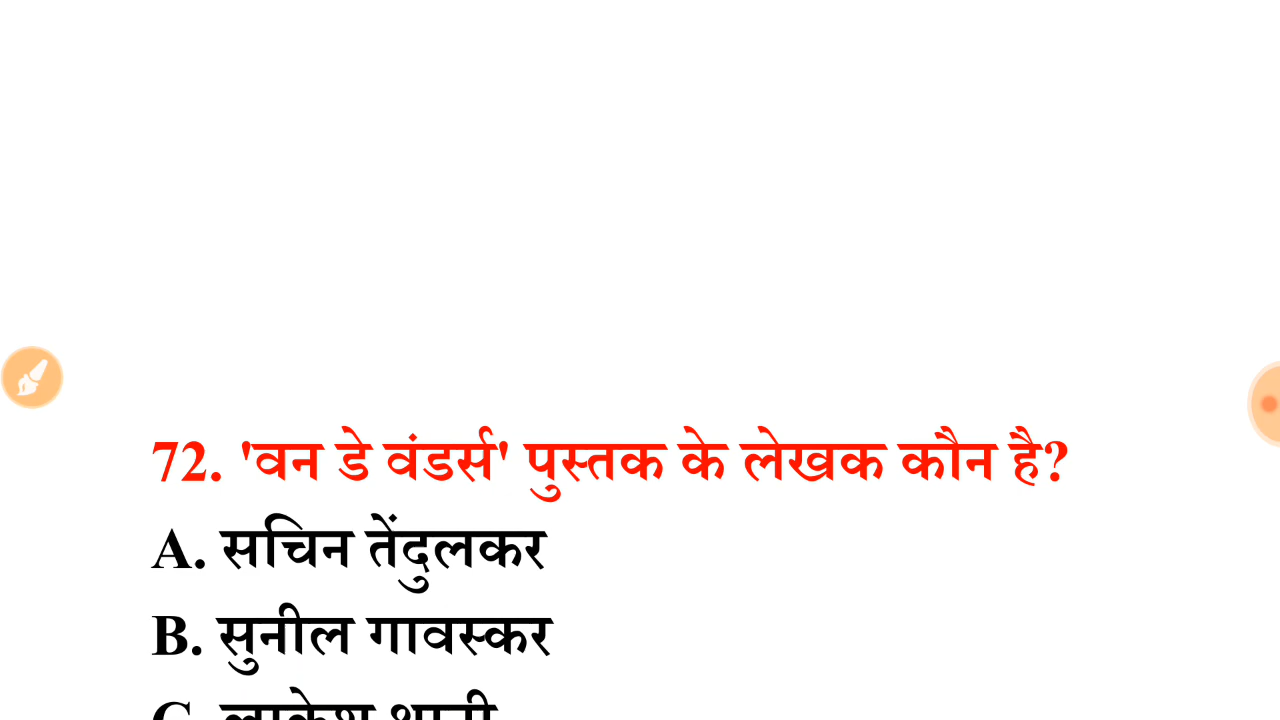 72. 'वन डे वंडर्स' पुस्तक के लेखक कौन है?
A. सचिन तेंदुलकर
B. सुनील गावस्कर
C.